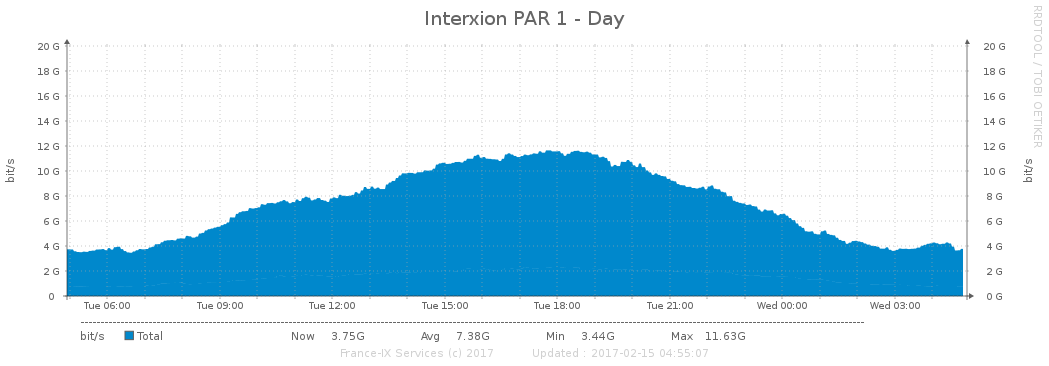 Interxion PAR 1 - Day
RRDTOOL / TOBI OETIKER
bit/s
20 G 20 G
18 G 18 G
16 G 16 G
14 G 14 G
12 G 12 G
10 G 10 G
8 G 8 G
6 G 6 G
4 G 4 G
2 G 2 G
0 0 G
bit/s
Tue 06:00 Tue 09:00 Tue 12:00 Tue 15:00 Tue 18:00 Tue 21:00 Wed 00:00 Wed 03:00
bit/s Total Now 3.75G Avg 7.38G Min 3.44G Max 11.63G
France-IX Services (c) 2017 Updated : 2017-02-15 04:55:07